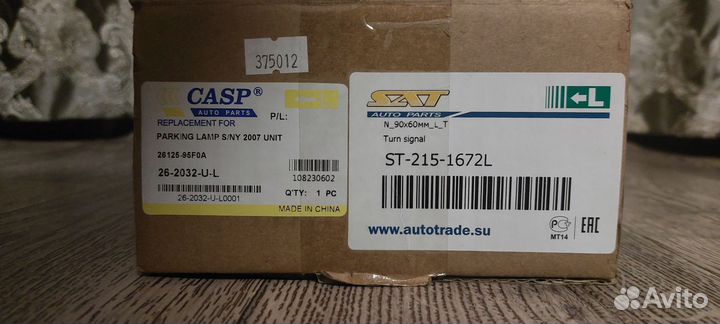 375012
CASP®
AUTO PARTS
REPLACEMENT FOR
P/L:
PARKING LAMP S/NY 2007 UNIT
26125-95F0A
26-2032-U-L
108230602
Q'TY: 1 PC
26-2032-U-L0001
MADE IN CHINA
SAT
AUTO PARTS
L
N_90x60мм_L_T
Turn signal
ST-215-1672L
www.autotrade.su
РСТ
MT14
EAC
Avito